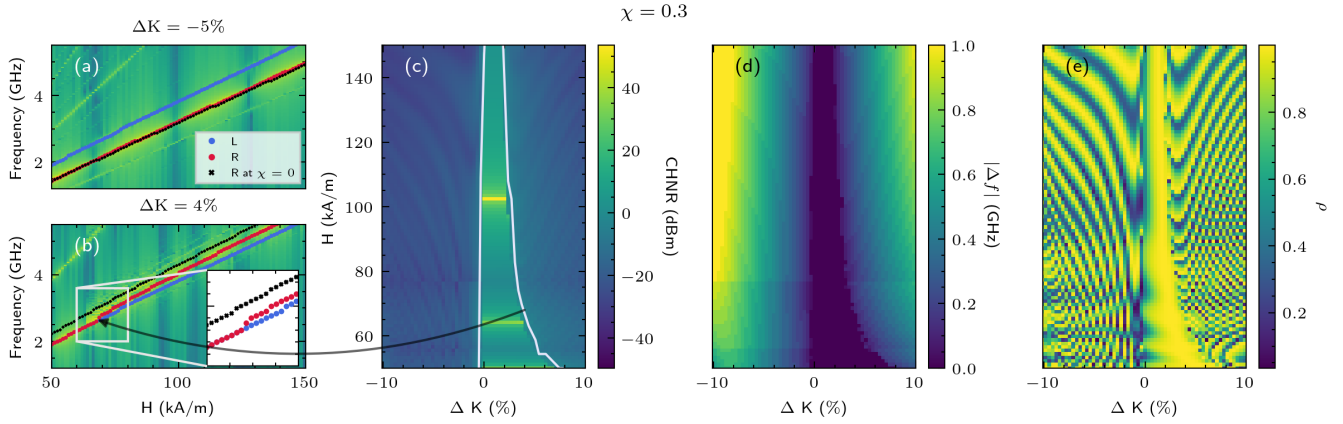 χ = 0.3
ΔK = −5%
(a)
Frequency (GHz)
4
2
L
R
R at χ = 0
ΔK = 4%
(b)
Frequency (GHz)
4
2
50
100
150
H (kA/m)
(c)
H (kA/m)
140
120
100
80
60
−10
0
10
Δ K (%)
CHNR (dBm)
40
20
0
−20
−40
(d)
−10
0
10
Δ K (%)
|Δf| (GHz)
1.0
0.8
0.6
0.4
0.2
0.0
(e)
−10
0
10
Δ K (%)
ρ
0.8
0.6
0.4
0.2